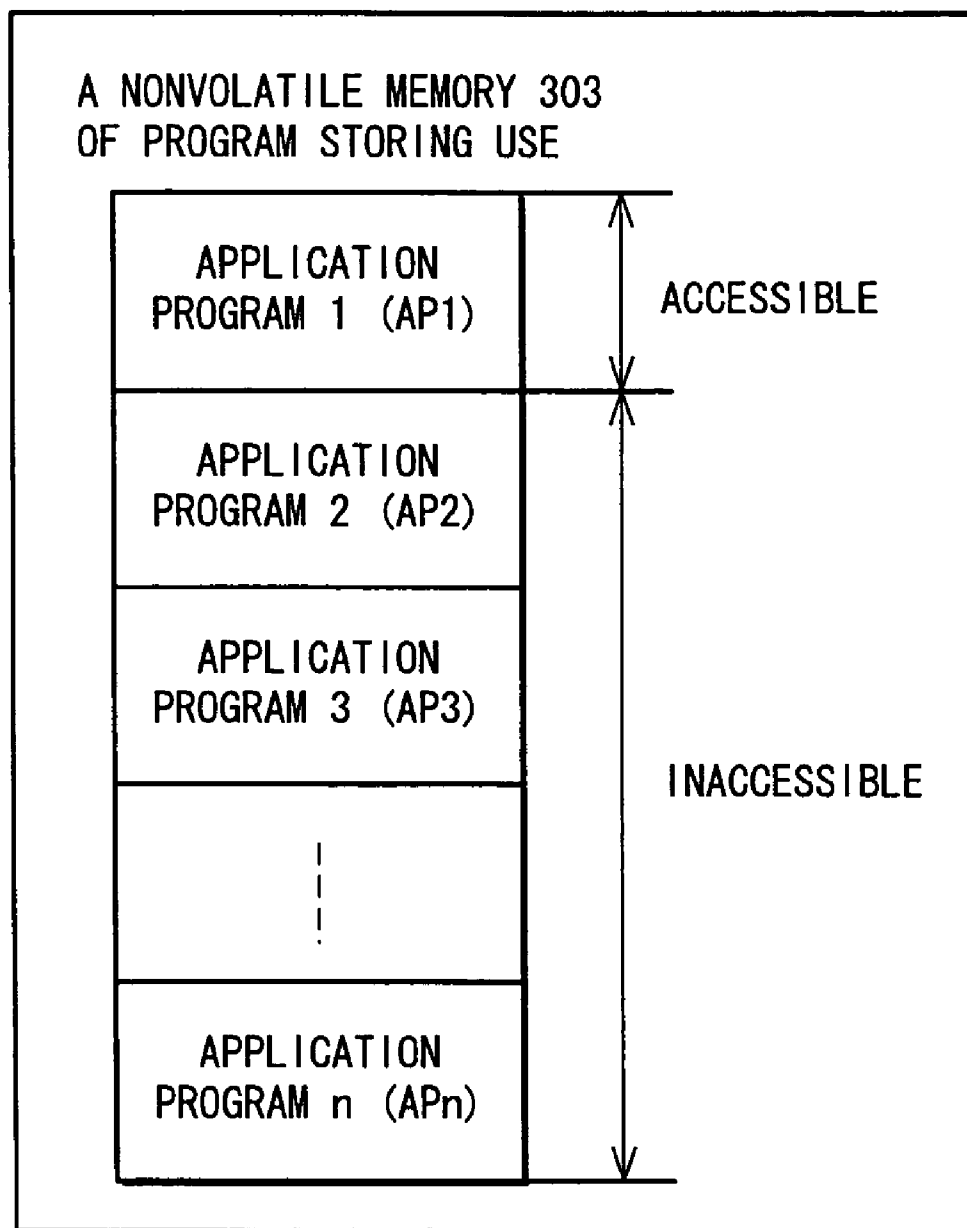 A NONVOLATILE MEMORY 303
OF PROGRAM STORING USE
APPLICATION
PROGRAM 1 (AP1)
ACCESSIBLE
APPLICATION
PROGRAM 2 (AP2)
APPLICATION
PROGRAM 3 (AP3)
INACCESSIBLE
APPLICATION
PROGRAM n (APn)